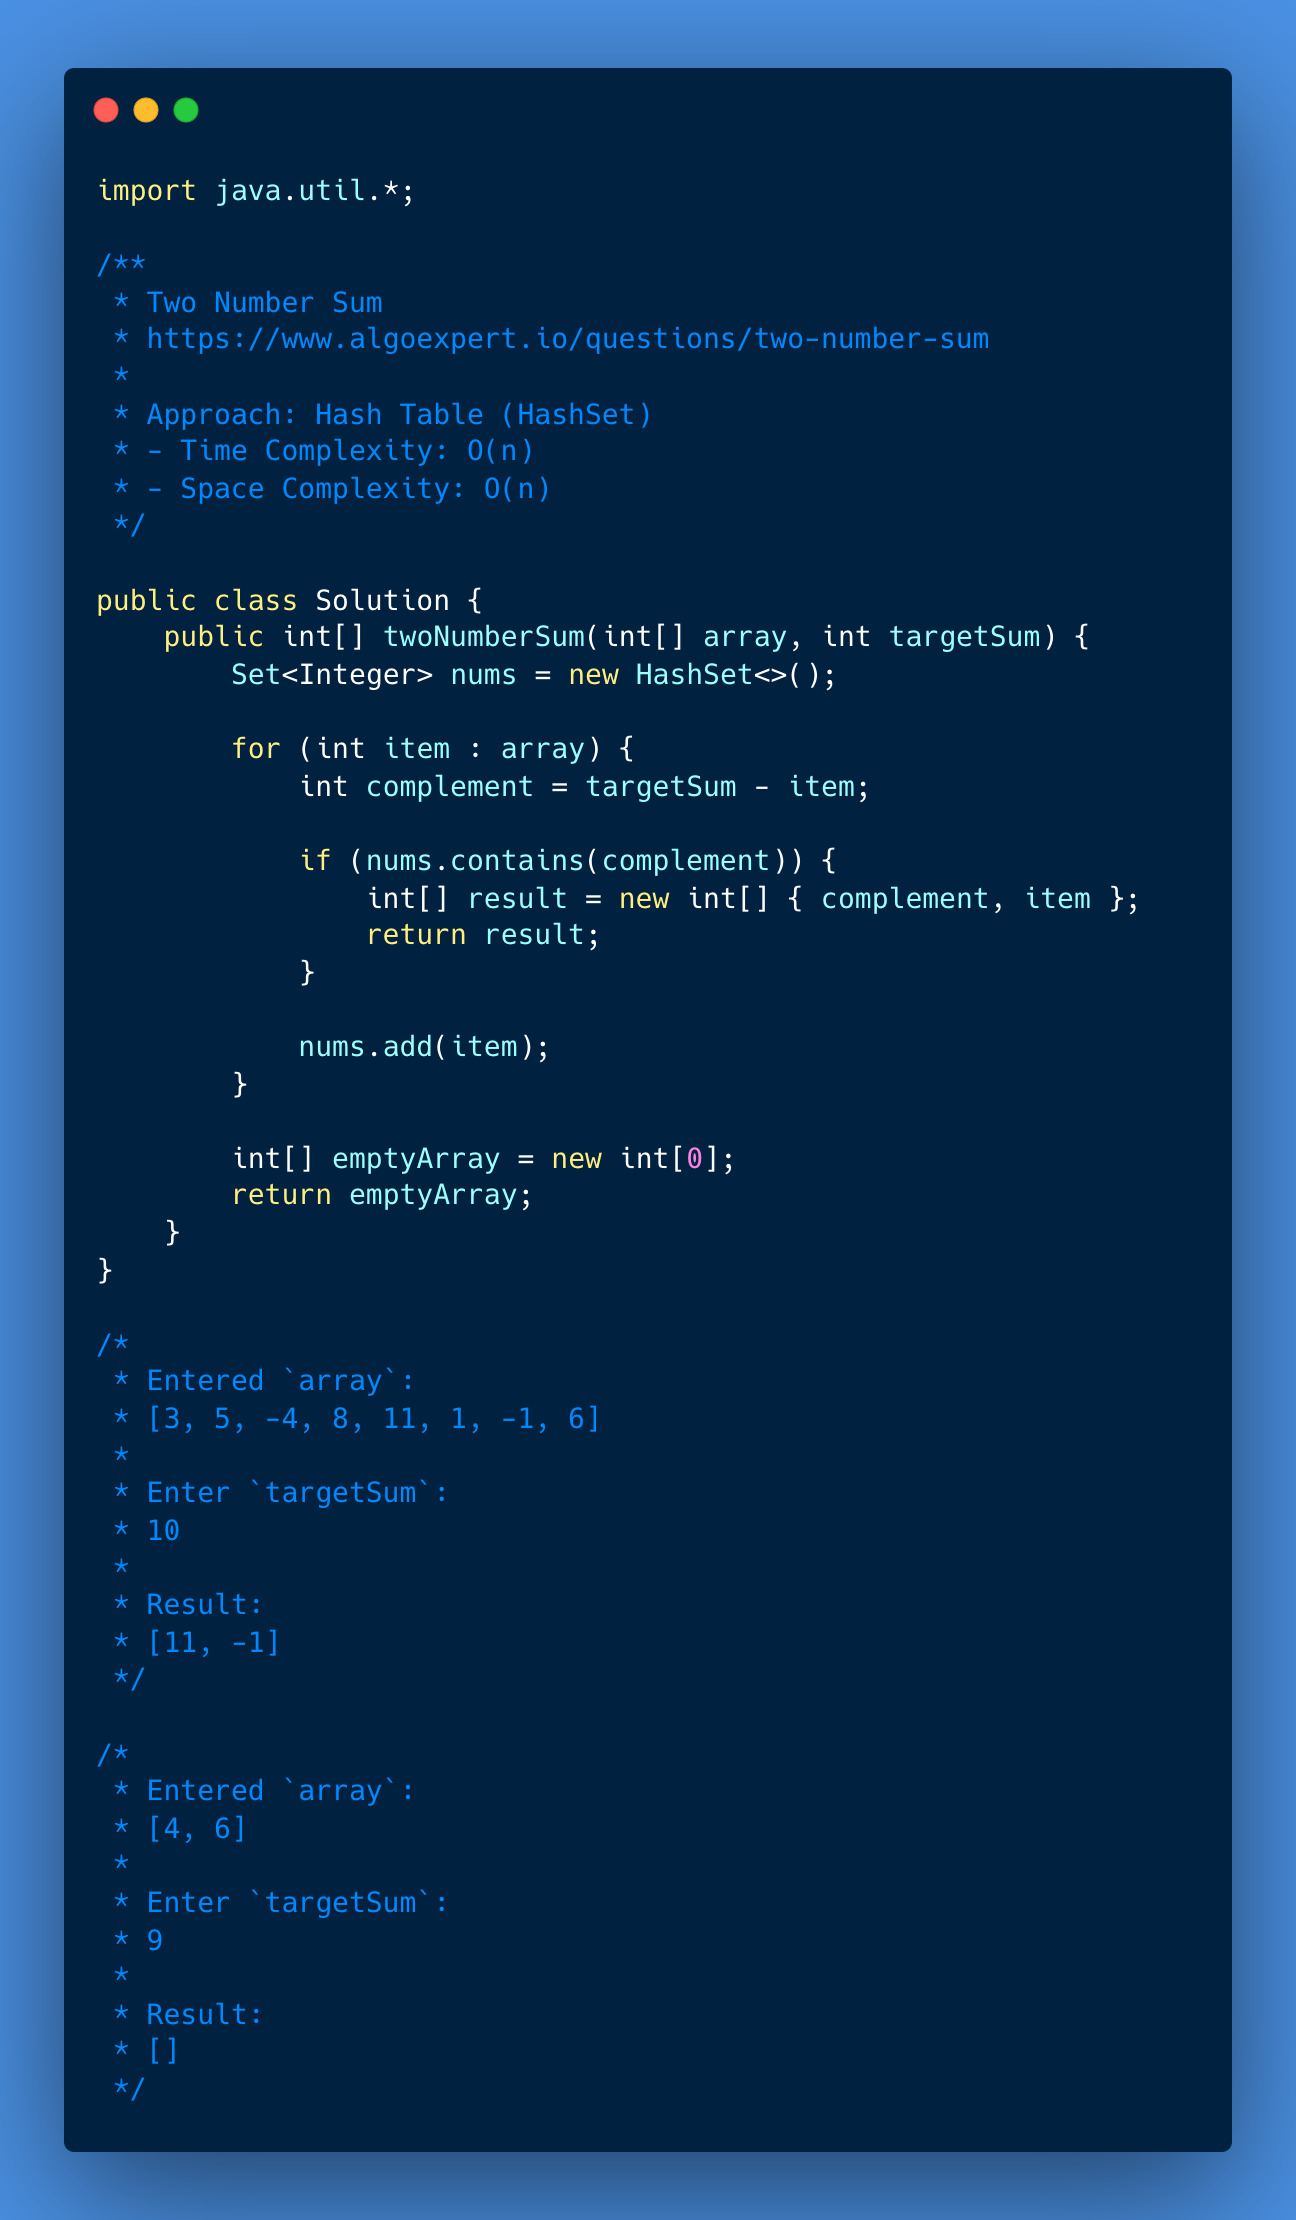 import java.util.*;

/**
 * Two Number Sum
 * https://www.algoexpert.io/questions/two-number-sum
 *
 * Approach: Hash Table (HashSet)
 * - Time Complexity: O(n)
 * - Space Complexity: O(n)
 */

public class Solution {
    public int[] twoNumberSum(int[] array, int targetSum) {
        Set<Integer> nums = new HashSet<>();

        for (int item : array) {
            int complement = targetSum - item;

            if (nums.contains(complement)) {
                int[] result = new int[] { complement, item };
                return result;
            }

            nums.add(item);
        }

        int[] emptyArray = new int[0];
        return emptyArray;
    }
}

/*
 * Entered `array`:
 * [3, 5, -4, 8, 11, 1, -1, 6]
 *
 * Enter `targetSum`:
 * 10
 *
 * Result:
 * [11, -1]
 */

/*
 * Entered `array`:
 * [4, 6]
 *
 * Enter `targetSum`:
 * 9
 *
 * Result:
 * []
 */